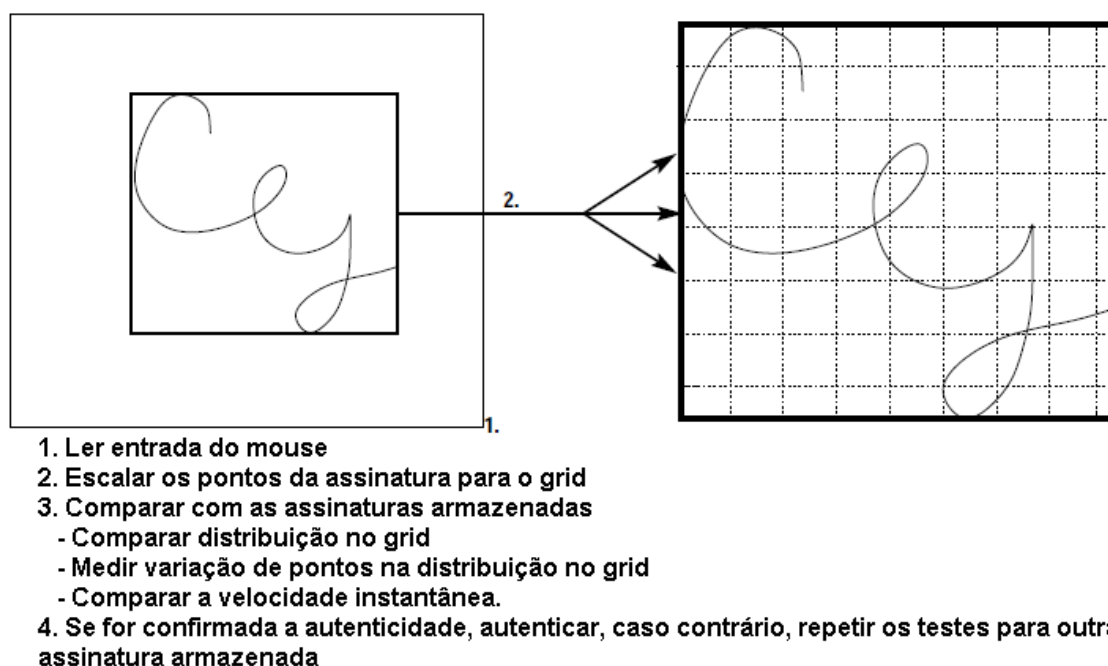 2.
1.
1. Ler entrada do mouse
2. Escalar os pontos da assinatura para o grid
3. Comparar com as assinaturas armazenadas
- Comparar distribuição no grid
- Medir variação de pontos na distribuição no grid
- Comparar a velocidade instantânea.
4. Se for confirmada a autenticidade, autenticar, caso contrário, repetir os testes para outra
assinatura armazenada